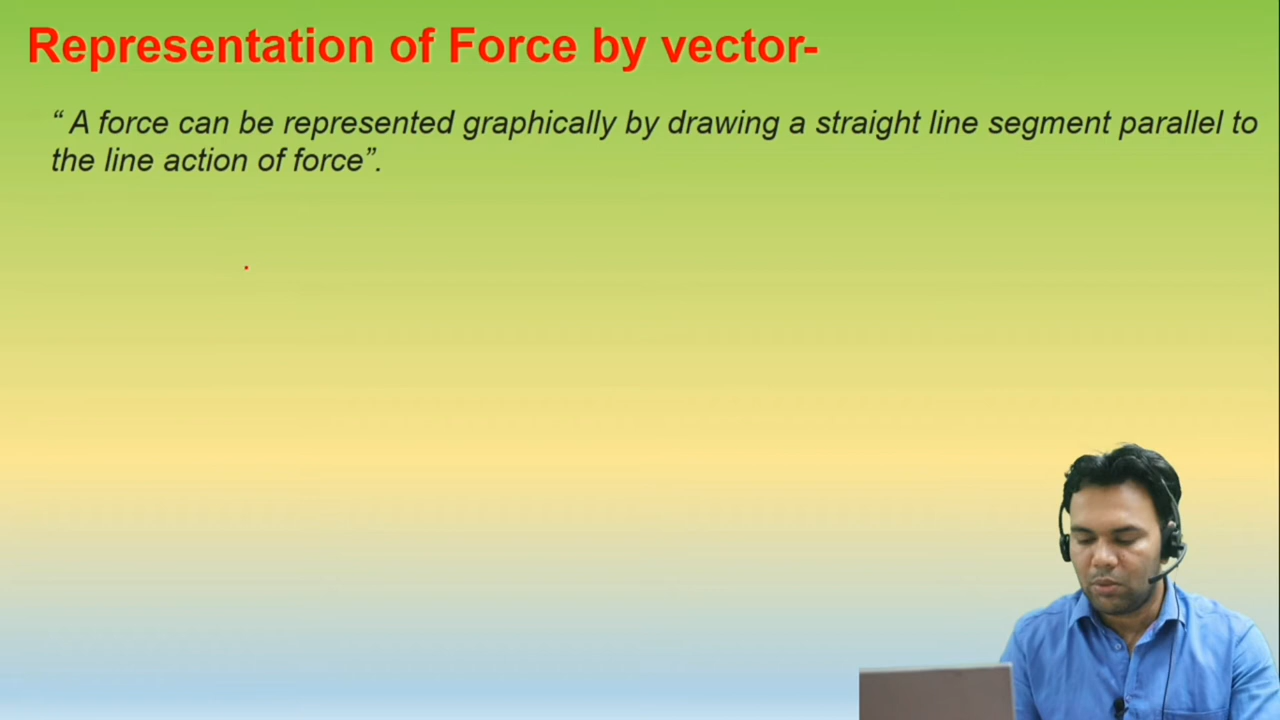 Representation of Force by vector-
“ A force can be represented graphically by drawing a straight line segment parallel to
the line action of force”.